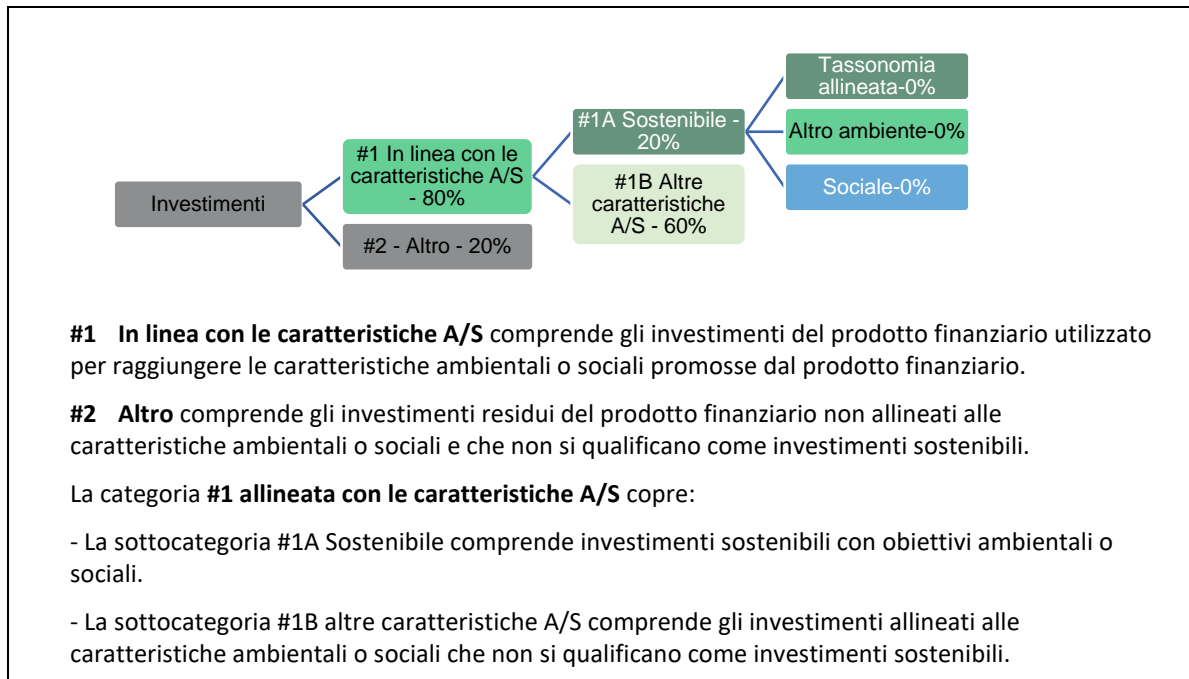 Investimenti
#1 In linea con le
caratteristiche A/S
- 80%
#2 - Altro - 20%
#1A Sostenibile -
20%
#1B Altre
caratteristiche
A/S - 60%
Tassonomia
allineata-0%
Altro ambiente-0%
Sociale-0%
#1 In linea con le caratteristiche A/S comprende gli investimenti del prodotto finanziario utilizzato
per raggiungere le caratteristiche ambientali o sociali promosse dal prodotto finanziario.
#2 Altro comprende gli investimenti residui del prodotto finanziario non allineati alle
caratteristiche ambientali o sociali e che non si qualificano come investimenti sostenibili.
La categoria #1 allineata con le caratteristiche A/S copre:
- La sottocategoria #1A Sostenibile comprende investimenti sostenibili con obiettivi ambientali o
sociali.
- La sottocategoria #1B altre caratteristiche A/S comprende gli investimenti allineati alle
caratteristiche ambientali o sociali che non si qualificano come investimenti sostenibili.